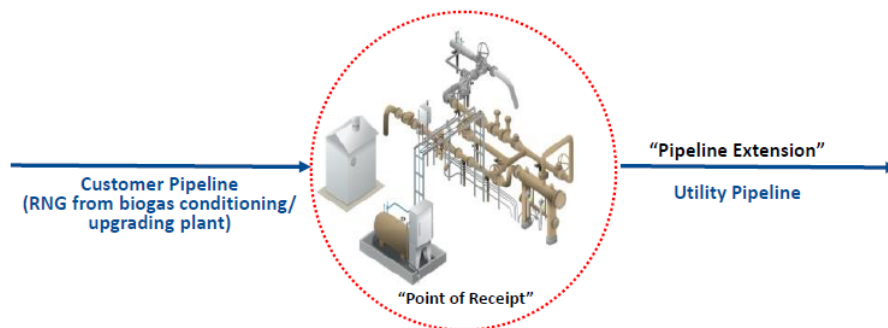 Customer Pipeline
(RNG from biogas conditioning/
upgrading plant)
“Point of Receipt”
“Pipeline Extension”
Utility Pipeline